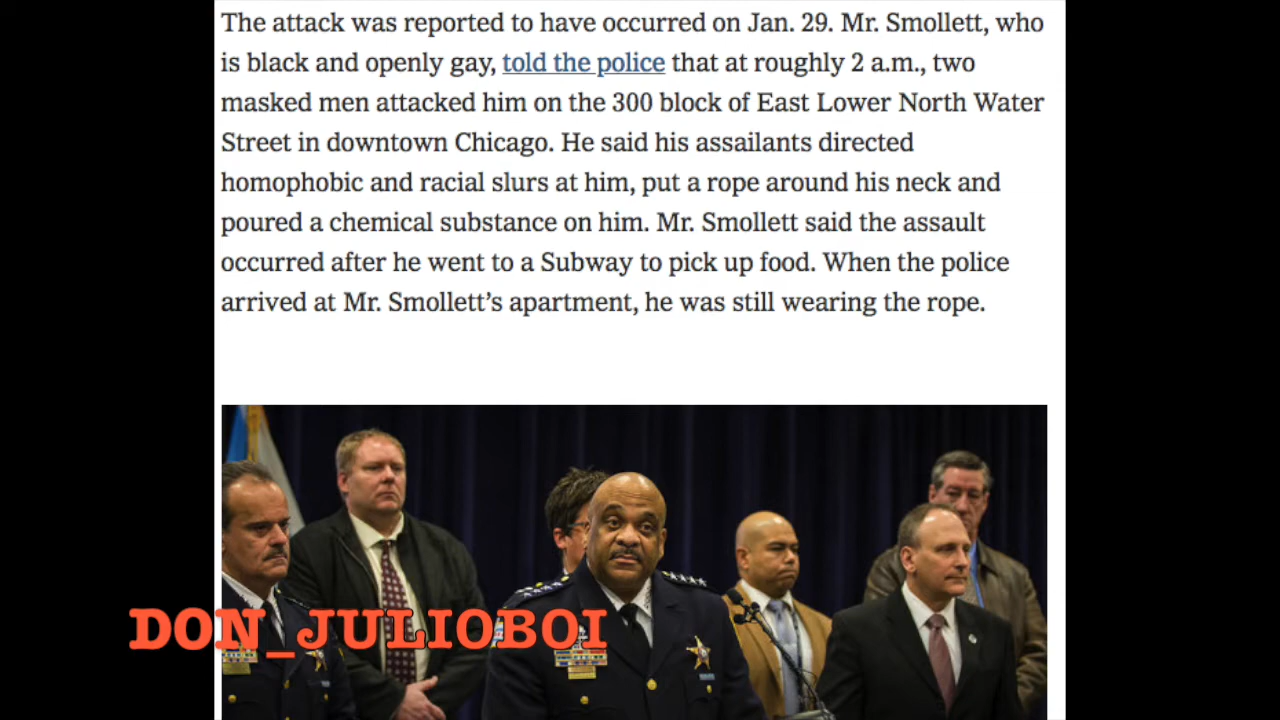 The attack was reported to have occurred on Jan. 29. Mr. Smollett, who
is black and openly gay, told the police that at roughly 2 a.m., two
masked men attacked him on the 300 block of East Lower North Water
Street in downtown Chicago. He said his assailants directed
homophobic and racial slurs at him, put a rope around his neck and
poured a chemical substance on him. Mr. Smollett said the assault
occurred after he went to a Subway to pick up food. When the police
arrived at Mr. Smollett’s apartment, he was still wearing the rope.
DON_JULIOBOI